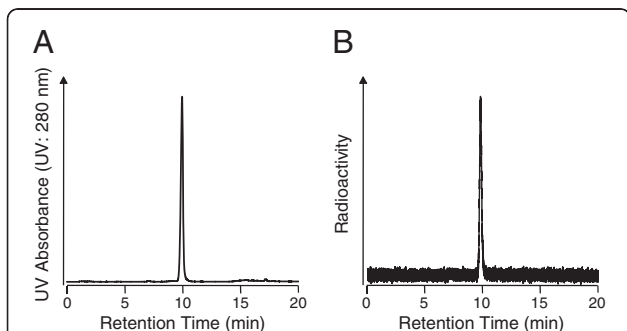 A
UV Absorbance (UV: 280 nm)
0 5 10 15 20
Retention Time (min)
B
Radioactivity
0 5 10 15 20
Retention Time (min)